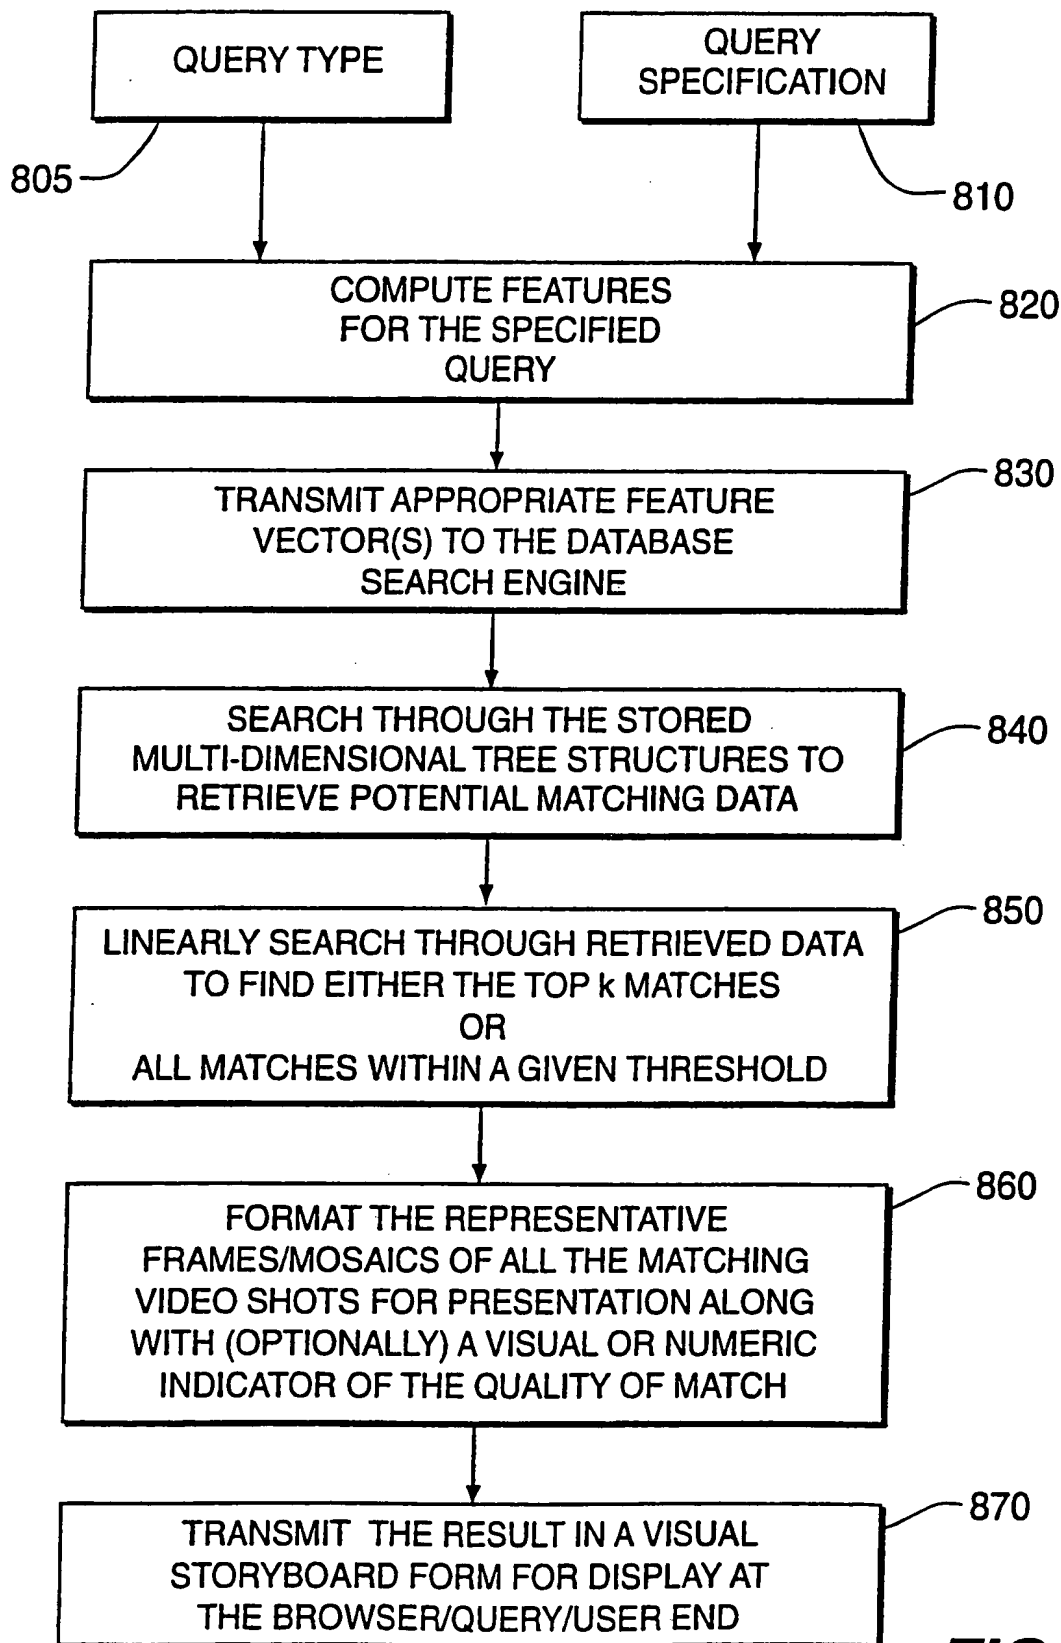 QUERY TYPE
QUERY
SPECIFICATION
805
810
COMPUTE FEATURES
FOR THE SPECIFIED
QUERY
820
TRANSMIT APPROPRIATE FEATURE
VECTOR(S) TO THE DATABASE
SEARCH ENGINE
830
SEARCH THROUGH THE STORED
MULTI-DIMENSIONAL TREE STRUCTURES TO
RETRIEVE POTENTIAL MATCHING DATA
840
LINEARLY SEARCH THROUGH RETRIEVED DATA
TO FIND EITHER THE TOP k MATCHES
OR
ALL MATCHES WITHIN A GIVEN THRESHOLD
850
FORMAT THE REPRESENTATIVE
FRAMES/MOSAICS OF ALL THE MATCHING
VIDEO SHOTS FOR PRESENTATION ALONG
WITH (OPTIONALLY) A VISUAL OR NUMERIC
INDICATOR OF THE QUALITY OF MATCH
860
TRANSMIT THE RESULT IN A VISUAL
STORYBOARD FORM FOR DISPLAY AT
THE BROWSER/QUERY/USER END
870